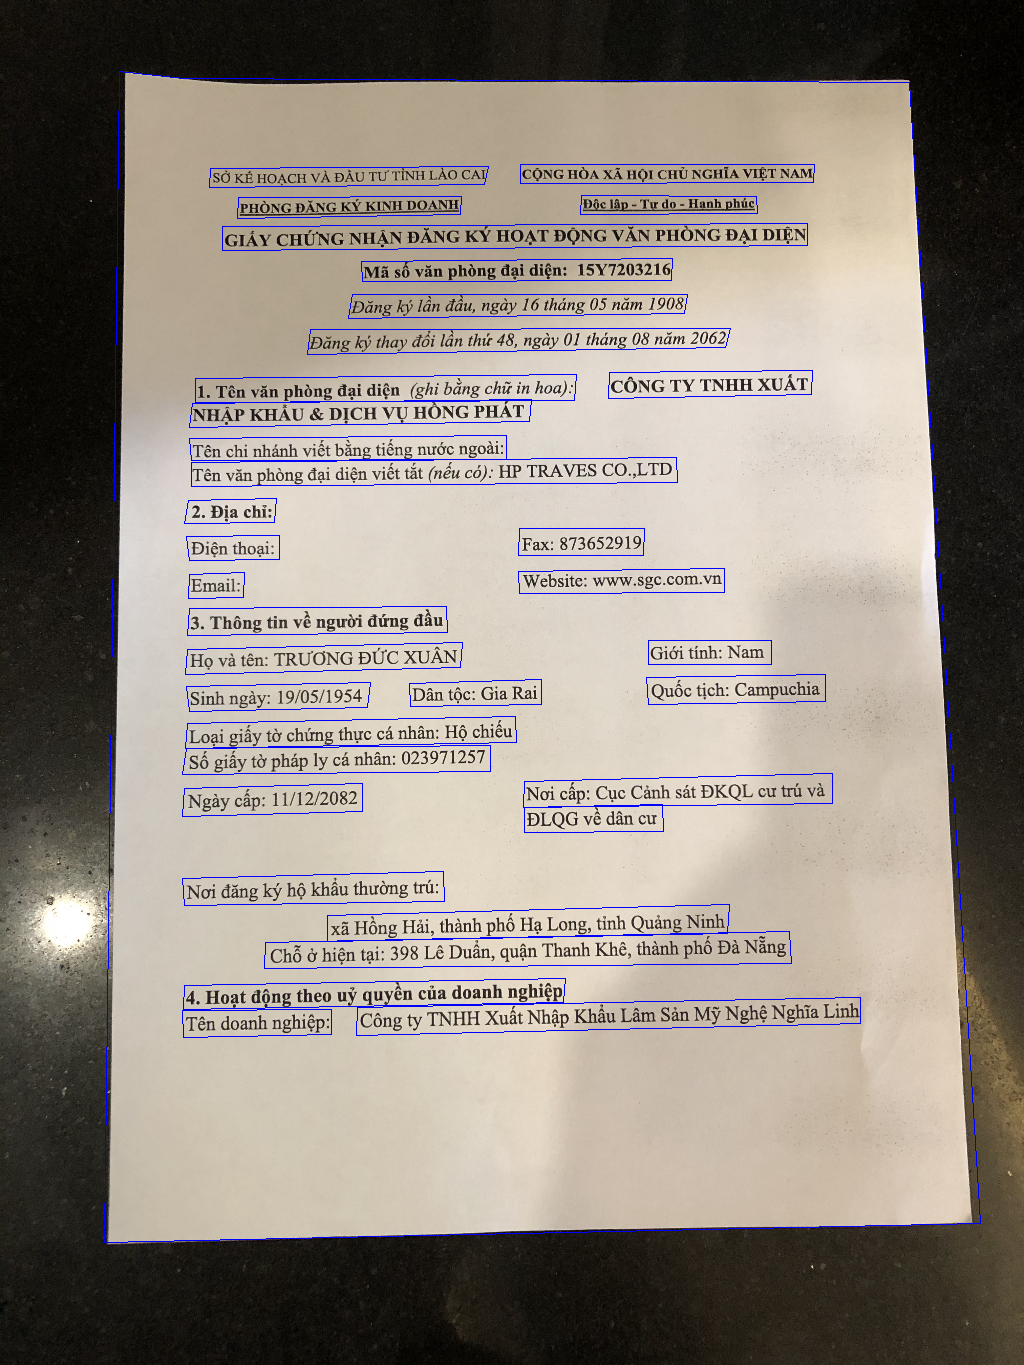 SỞ KẾ HOẠCH VÀ ĐẦU TƯ TỈNH LÀO CAI
CỘNG HÒA XÃ HỘI CHỦ NGHĨA VIỆT NAM
PHÒNG ĐĂNG KÝ KINH DOANH
Độc lập - Tự do - Hạnh phúc
GIẤY CHỨNG NHẬN ĐĂNG KÝ HOẠT ĐỘNG VĂN PHÒNG ĐẠI DIỆN
Mã số văn phòng đại diện: 15Y7203216
Đăng ký lần đầu, ngày 16 tháng 05 năm 1908
Đăng ký thay đổi lần thứ 48, ngày 01 tháng 08 năm 2062
1. Tên văn phòng đại diện (ghi bằng chữ in hoa): CÔNG TY TNHH XUẤT
NHẬP KHẨU & DỊCH VỤ HỒNG PHÁT
Tên chi nhánh viết bằng tiếng nước ngoài:
Tên văn phòng đại diện viết tắt (nếu có): HP TRAVES CO.,LTD
2. Địa chỉ:
Điện thoại: Fax: 873652919
Email: Website: www.sgc.com.vn
3. Thông tin về người đứng đầu
Họ và tên: TRƯƠNG ĐỨC XUÂN Giới tính: Nam
Sinh ngày: 19/05/1954 Dân tộc: Gia Rai Quốc tịch: Campuchia
Loại giấy tờ chứng thực cá nhân: Hộ chiếu
Số giấy tờ pháp ly cá nhân: 023971257
Ngày cấp: 11/12/2082 Nơi cấp: Cục Cảnh sát ĐKQL cư trú và
ĐLQG về dân cư
Nơi đăng ký hộ khẩu thường trú:
xã Hồng Hải, thành phố Hạ Long, tỉnh Quảng Ninh
Chỗ ở hiện tại: 398 Lê Duẩn, quận Thanh Khê, thành phố Đà Nẵng
4. Hoạt động theo uỷ quyền của doanh nghiệp
Tên doanh nghiệp: Công ty TNHH Xuất Nhập Khẩu Lâm Sản Mỹ Nghệ Nghĩa Linh